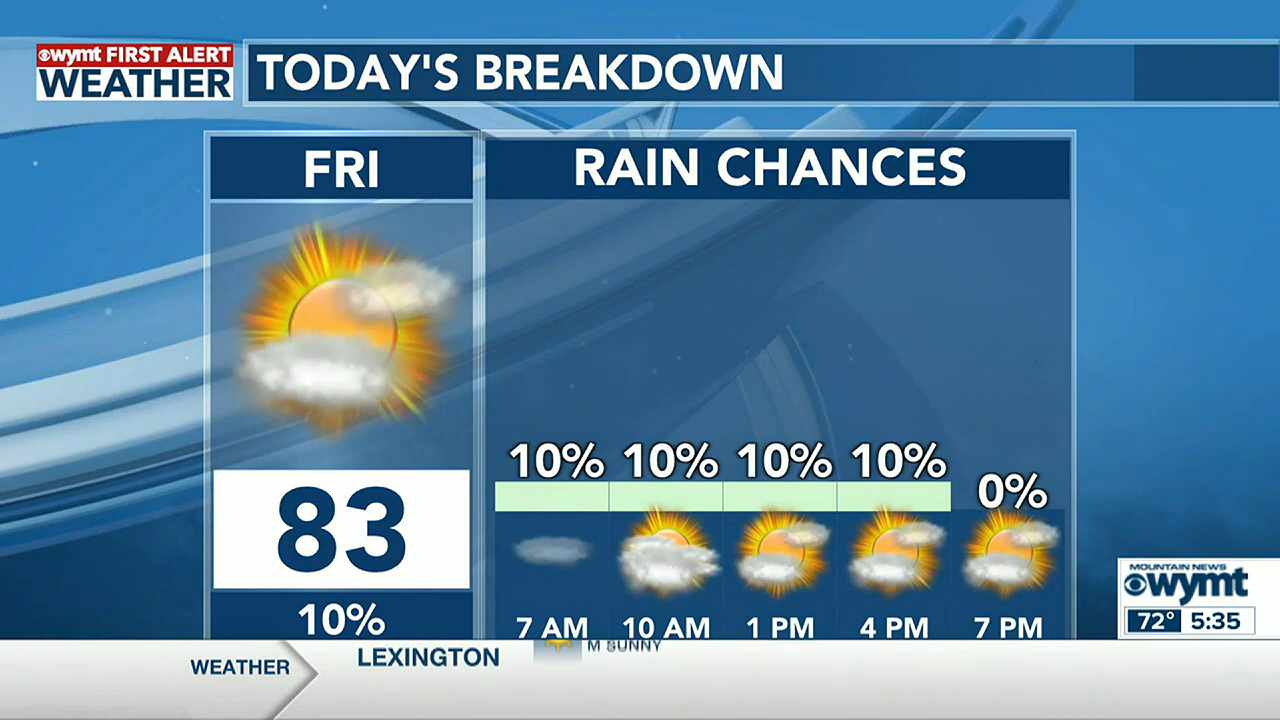 wymt FIRST ALERT
WEATHER
TODAY'S BREAKDOWN
FRI
RAIN CHANCES
83
10%
10% 10% 10% 10% 0%
7 AM 10 AM 1 PM 4 PM 7 PM
MOUNTAIN NEWS
wymt
72° 5:35
WEATHER
LEXINGTON
M SUNNY